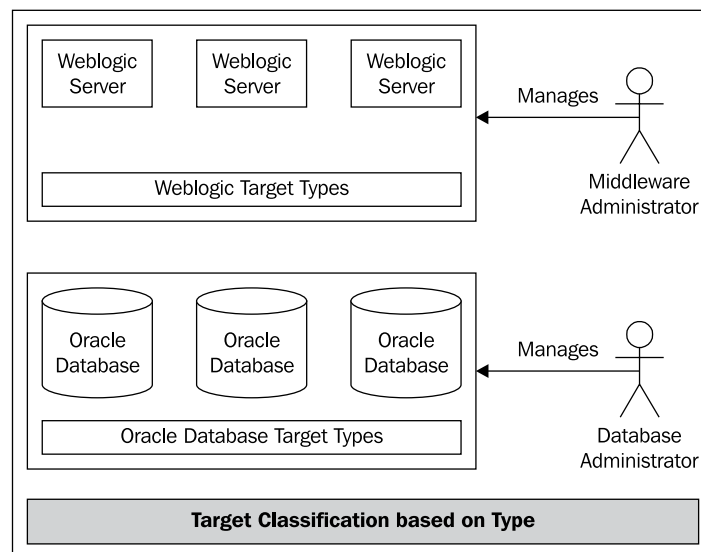 Weblogic Server
Weblogic Server
Weblogic Server
Manages
Weblogic Target Types
Middleware Administrator
Oracle Database
Oracle Database
Oracle Database
Manages
Oracle Database Target Types
Database Administrator
Target Classification based on Type